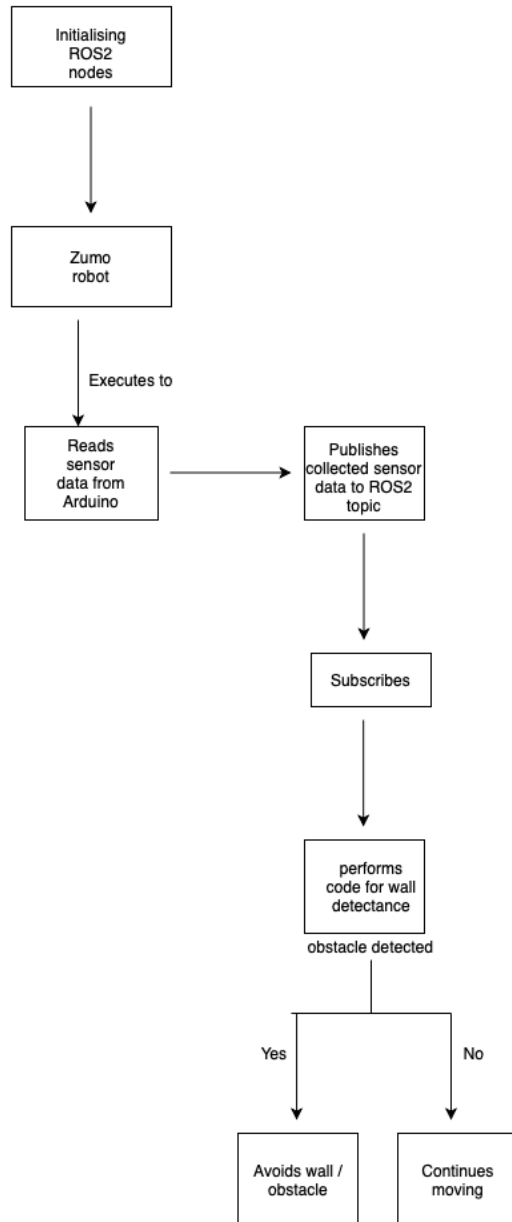 Initialising
ROS2
nodes
Zumo
robot
Executes to
Reads
sensor
data from
Arduino
Publishes
collected sensor
data to ROS2
topic
Subscribes
performs
code for wall
detectance
obstacle detected
Yes
No
Avoids wall /
obstacle
Continues
moving